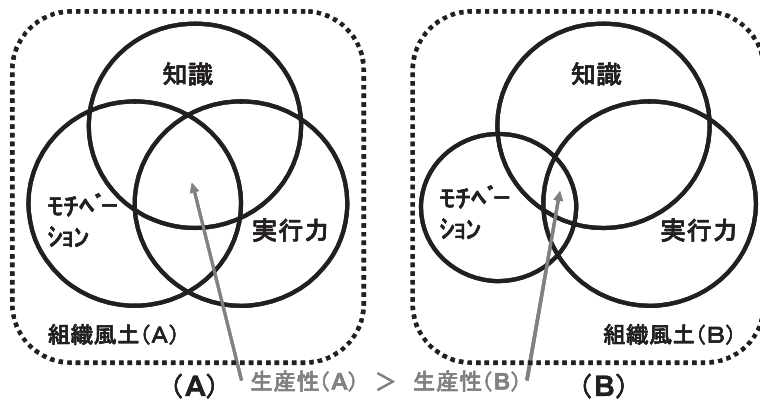 知識
モチベー
ション
実行力
組織風土(A)
(A)
知識
モチベー
ション
実行力
組織風土(B)
(B)
生産性(A) ＞ 生産性(B)